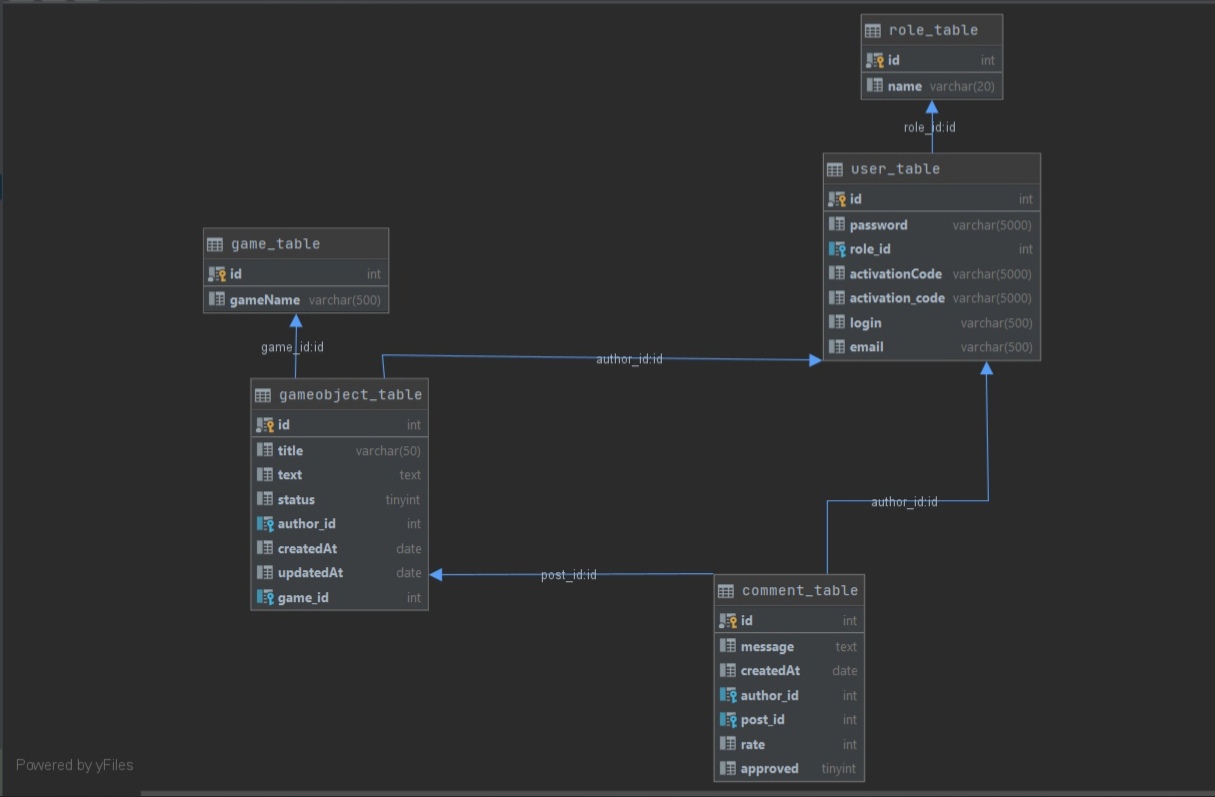 role_table
id int
name varchar(20)
role_id:id
user_table
id int
password varchar(5000)
role_id int
activationCode varchar(5000)
activation_code varchar(5000)
login varchar(500)
email varchar(500)
game_table
id int
gameName varchar(500)
game_id:id
author_id:id
gameobject_table
id int
title varchar(50)
text text
status tinyint
author_id int
createdAt date
updatedAt date
game_id int
author_id:id
post_id:id
comment_table
id int
message text
createdAt date
author_id int
post_id int
rate int
approved tinyint
Powered by yFiles